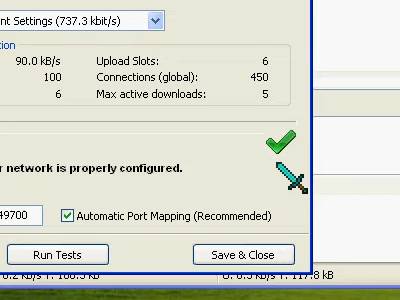 nt Settings (737.3 kbit/s)
tion
90.0 kB/s Upload Slots: 6
100 Connections (global): 450
6 Max active downloads: 5
r network is properly configured.
49700 Automatic Port Mapping (Recommended)
Run Tests Save & Close